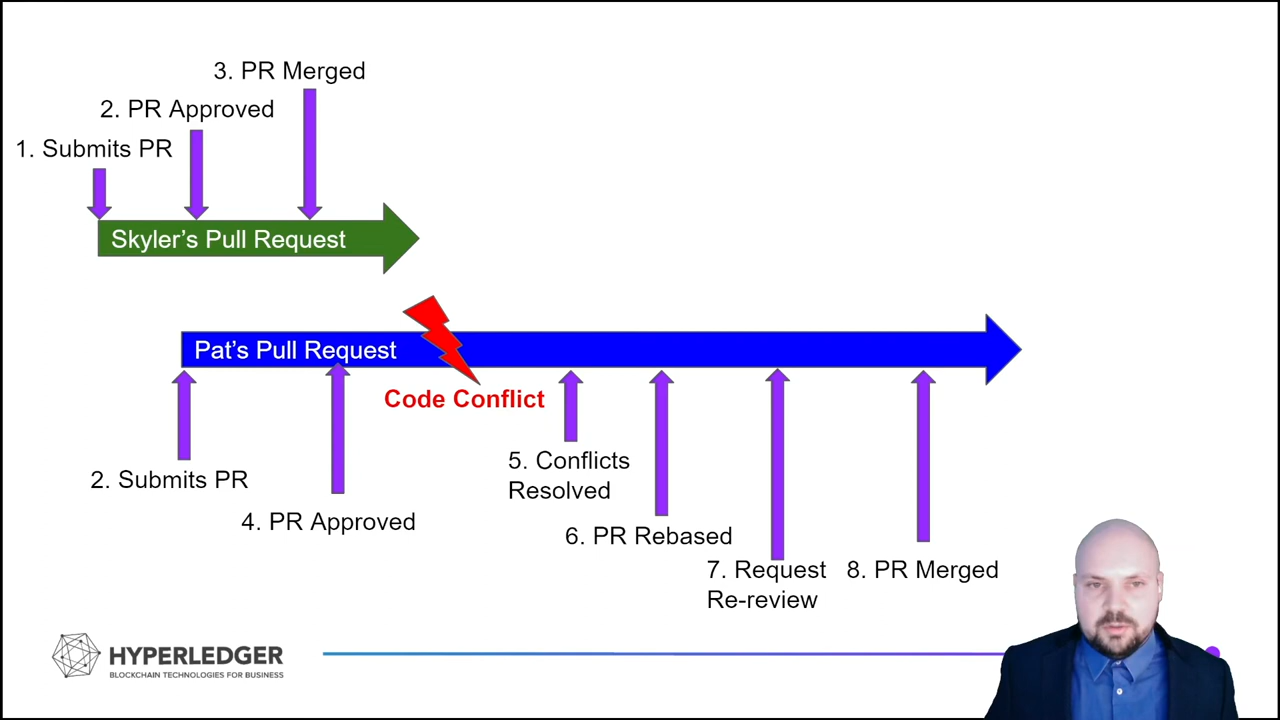 3. PR Merged
2. PR Approved
1. Submits PR
Skyler's Pull Request
Pat's Pull Request
Code Conflict
2. Submits PR
4. PR Approved
5. Conflicts
Resolved
6. PR Rebased
7. Request
Re-review
8. PR Merged
HYPERLEDGER
BLOCKCHAIN TECHNOLOGIES FOR BUSINESS